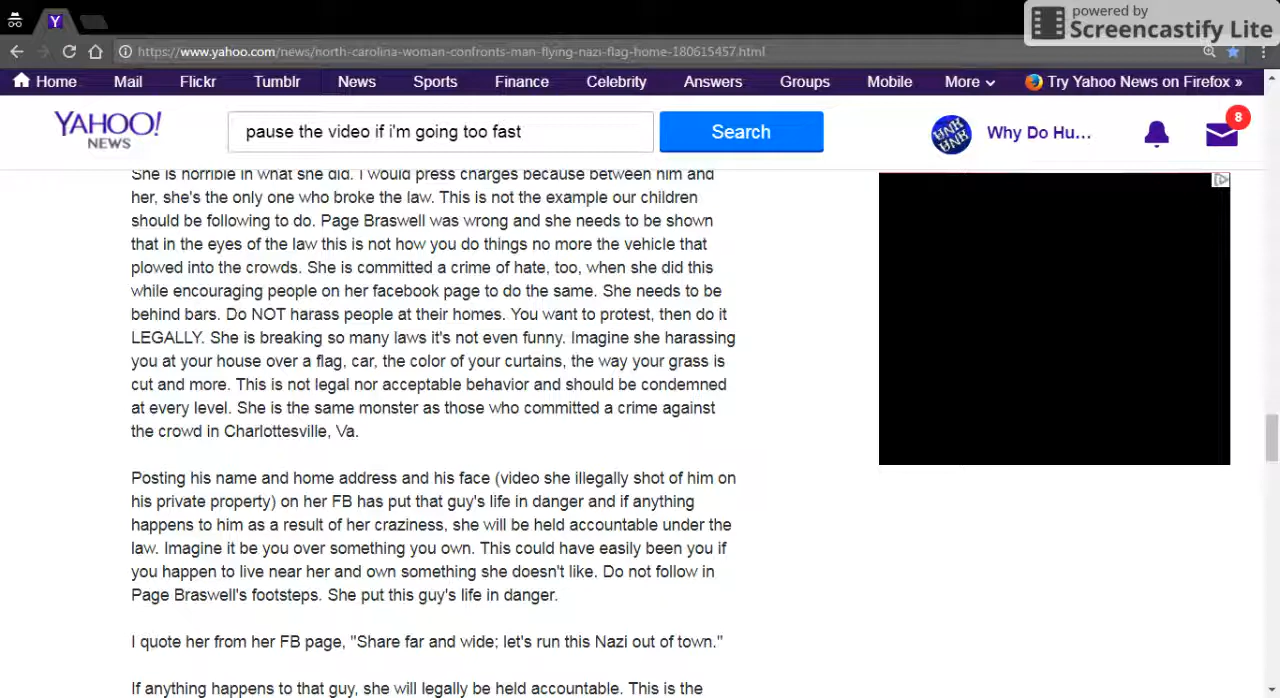 powered by
Screencastify Lite
Y
https://www.yahoo.com/news/north-carolina-woman-confronts-man-flying-nazi-flag-home-180615457.html
Home Mail Flickr Tumblr News Sports Finance Celebrity Answers Groups Mobile More Try Yahoo News on Firefox »
YAHOO!
NEWS
pause the video if i'm going too fast
Search
Why Do Hu...
8
She is horrible in what she did. I would press charges because between him and
her, she's the only one who broke the law. This is not the example our children
should be following to do. Page Braswell was wrong and she needs to be shown
that in the eyes of the law this is not how you do things no more the vehicle that
plowed into the crowds. She is committed a crime of hate, too, when she did this
while encouraging people on her facebook page to do the same. She needs to be
behind bars. Do NOT harass people at their homes. You want to protest, then do it
LEGALLY. She is breaking so many laws it's not even funny. Imagine she harassing
you at your house over a flag, car, the color of your curtains, the way your grass is
cut and more. This is not legal nor acceptable behavior and should be condemned
at every level. She is the same monster as those who committed a crime against
the crowd in Charlottesville, Va.
Posting his name and home address and his face (video she illegally shot of him on
his private property) on her FB has put that guy's life in danger and if anything
happens to him as a result of her craziness, she will be held accountable under the
law. Imagine it be you over something you own. This could have easily been you if
you happen to live near her and own something she doesn't like. Do not follow in
Page Braswell's footsteps. She put this guy's life in danger.
I quote her from her FB page, "Share far and wide; let's run this Nazi out of town."
If anything happens to that guy, she will legally be held accountable. This is the